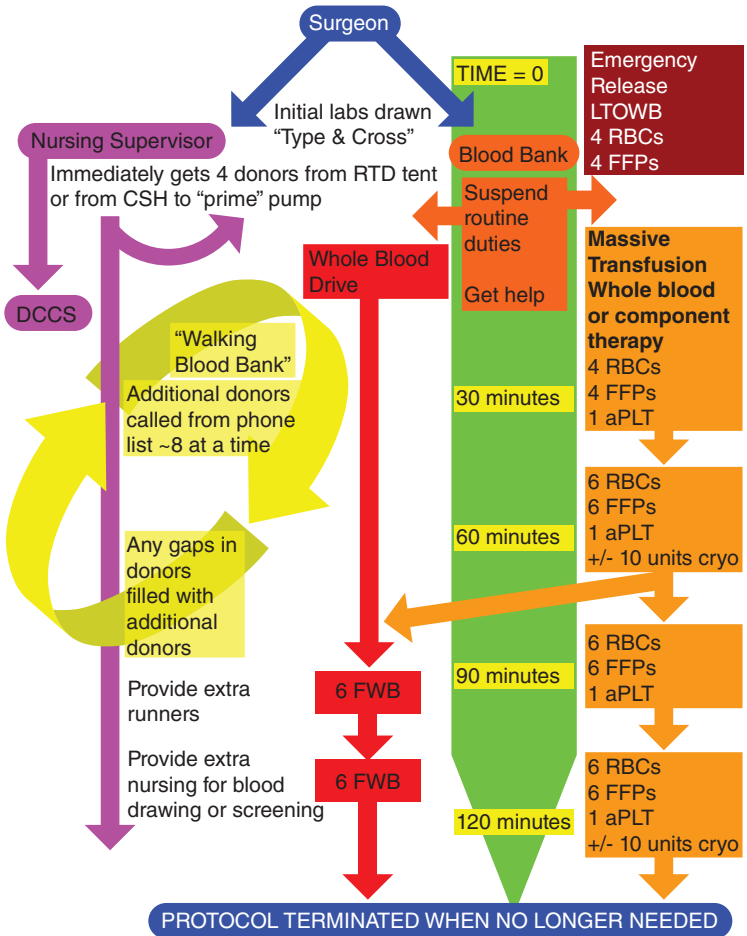 Surgeon
TIME = 0
Emergency
Release
LTOWB
4 RBCs
4 FFPs
Initial labs drawn
“Type & Cross”
Nursing Supervisor
Blood Bank
Immediately gets 4 donors from RTD tent
or from CSH to “prime” pump
Suspend
routine
duties
Get help
Whole Blood
Drive
DCCS
Massive
Transfusion
Whole blood
or component
therapy
4 RBCs
4 FFPs
1 aPLT
“Walking
Blood Bank”
Additional donors
called from phone
list ~8 at a time
30 minutes
6 RBCs
6 FFPs
1 aPLT
+/- 10 units cryo
60 minutes
Any gaps in
donors
filled with
additional
donors
6 RBCs
6 FFPs
1 aPLT
90 minutes
Provide extra
runners
6 FWB
Provide extra
nursing for blood
drawing or screening
6 FWB
6 RBCs
6 FFPs
1 aPLT
+/- 10 units cryo
120 minutes
PROTOCOL TERMINATED WHEN NO LONGER NEEDED